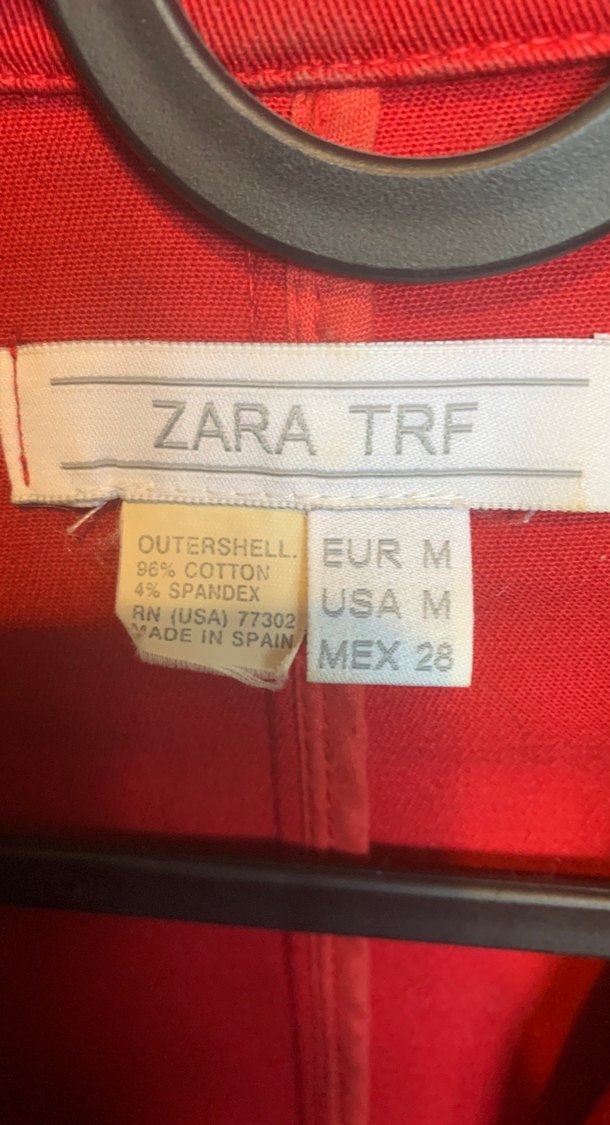 ZARA TRF
OUTERSHELL.
96% COTTON
4% SPANDEX
RN (USA) 77302
MADE IN SPAIN
EUR M
USA M
MEX 28